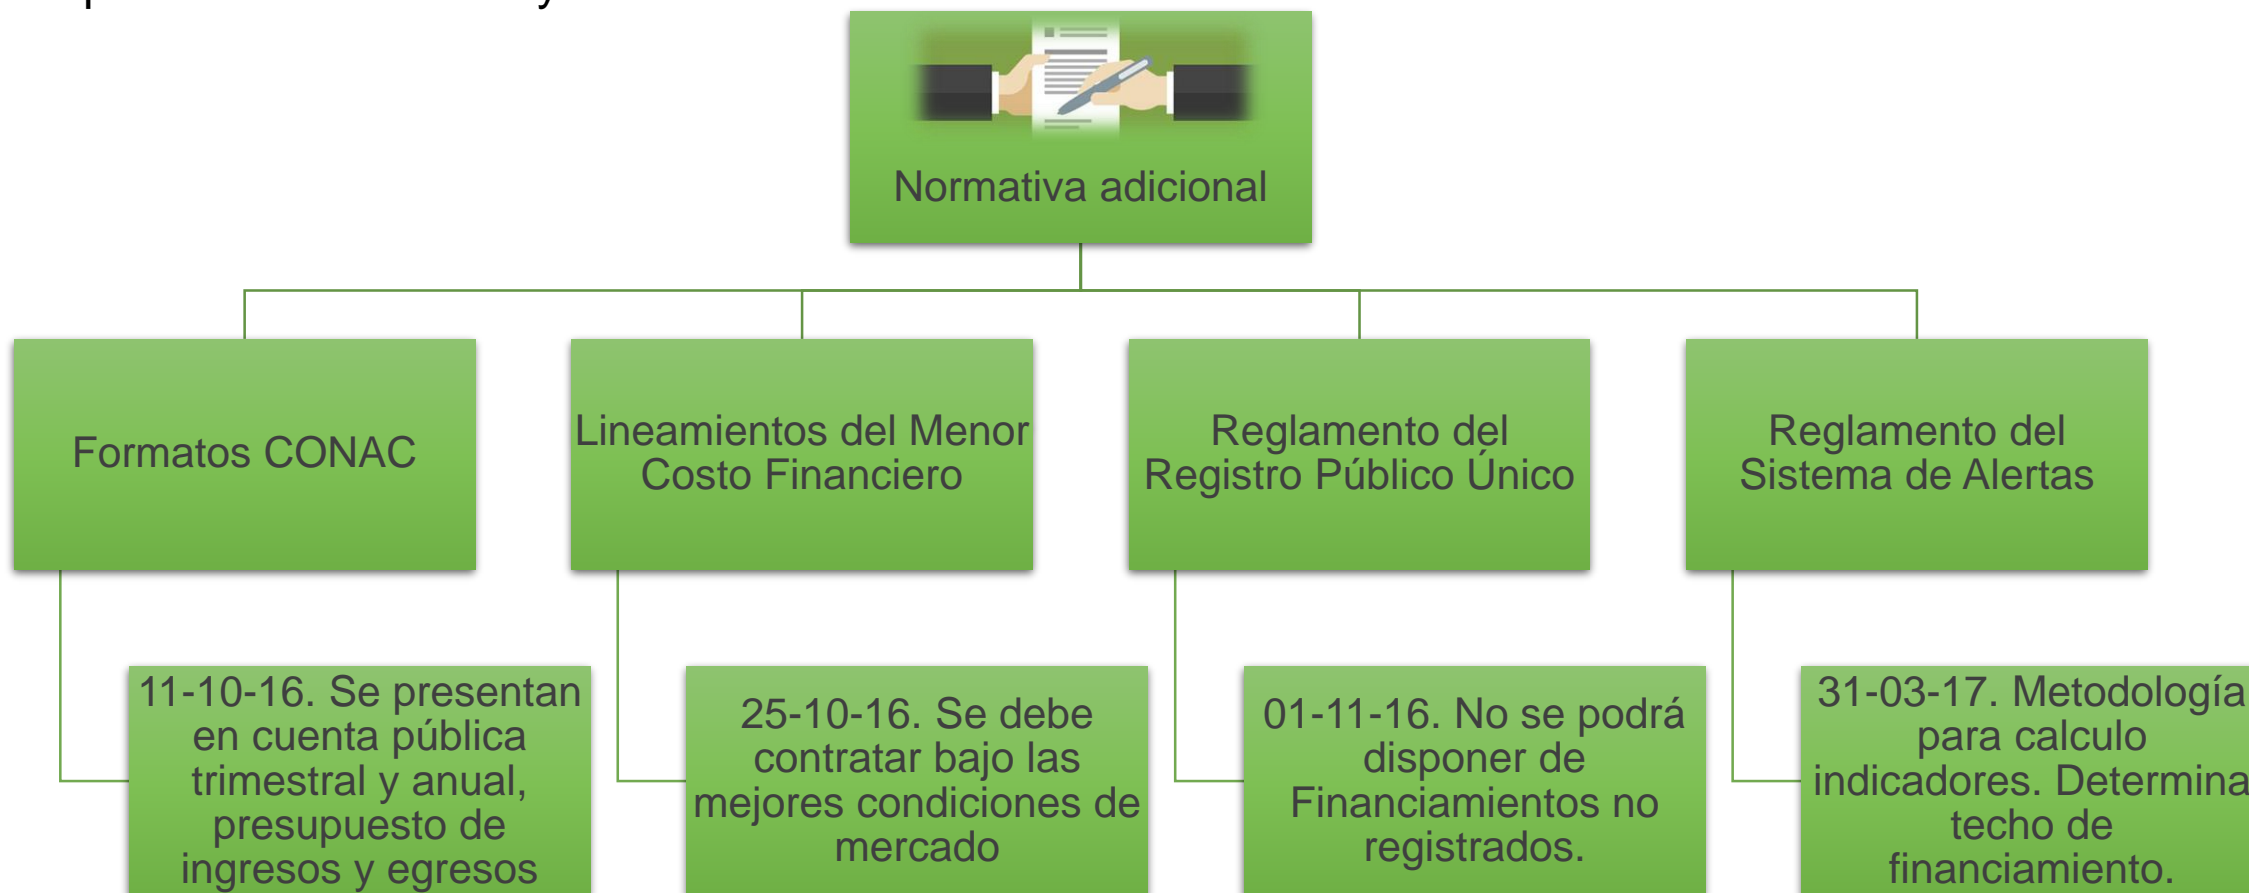 Normativa adicional
Formatos CONAC
Lineamientos del Menor
Costo Financiero
Reglamento del
Registro Público Único
Reglamento del
Sistema de Alertas
11-10-16. Se presentan
en cuenta pública
trimestral y anual,
presupuesto de
ingresos y egresos
25-10-16. Se debe
contratar bajo las
mejores condiciones de
mercado
01-11-16. No se podrá
disponer de
Financiamientos no
registrados.
31-03-17. Metodología
para calculo
indicadores. Determina
techo de
financiamiento.